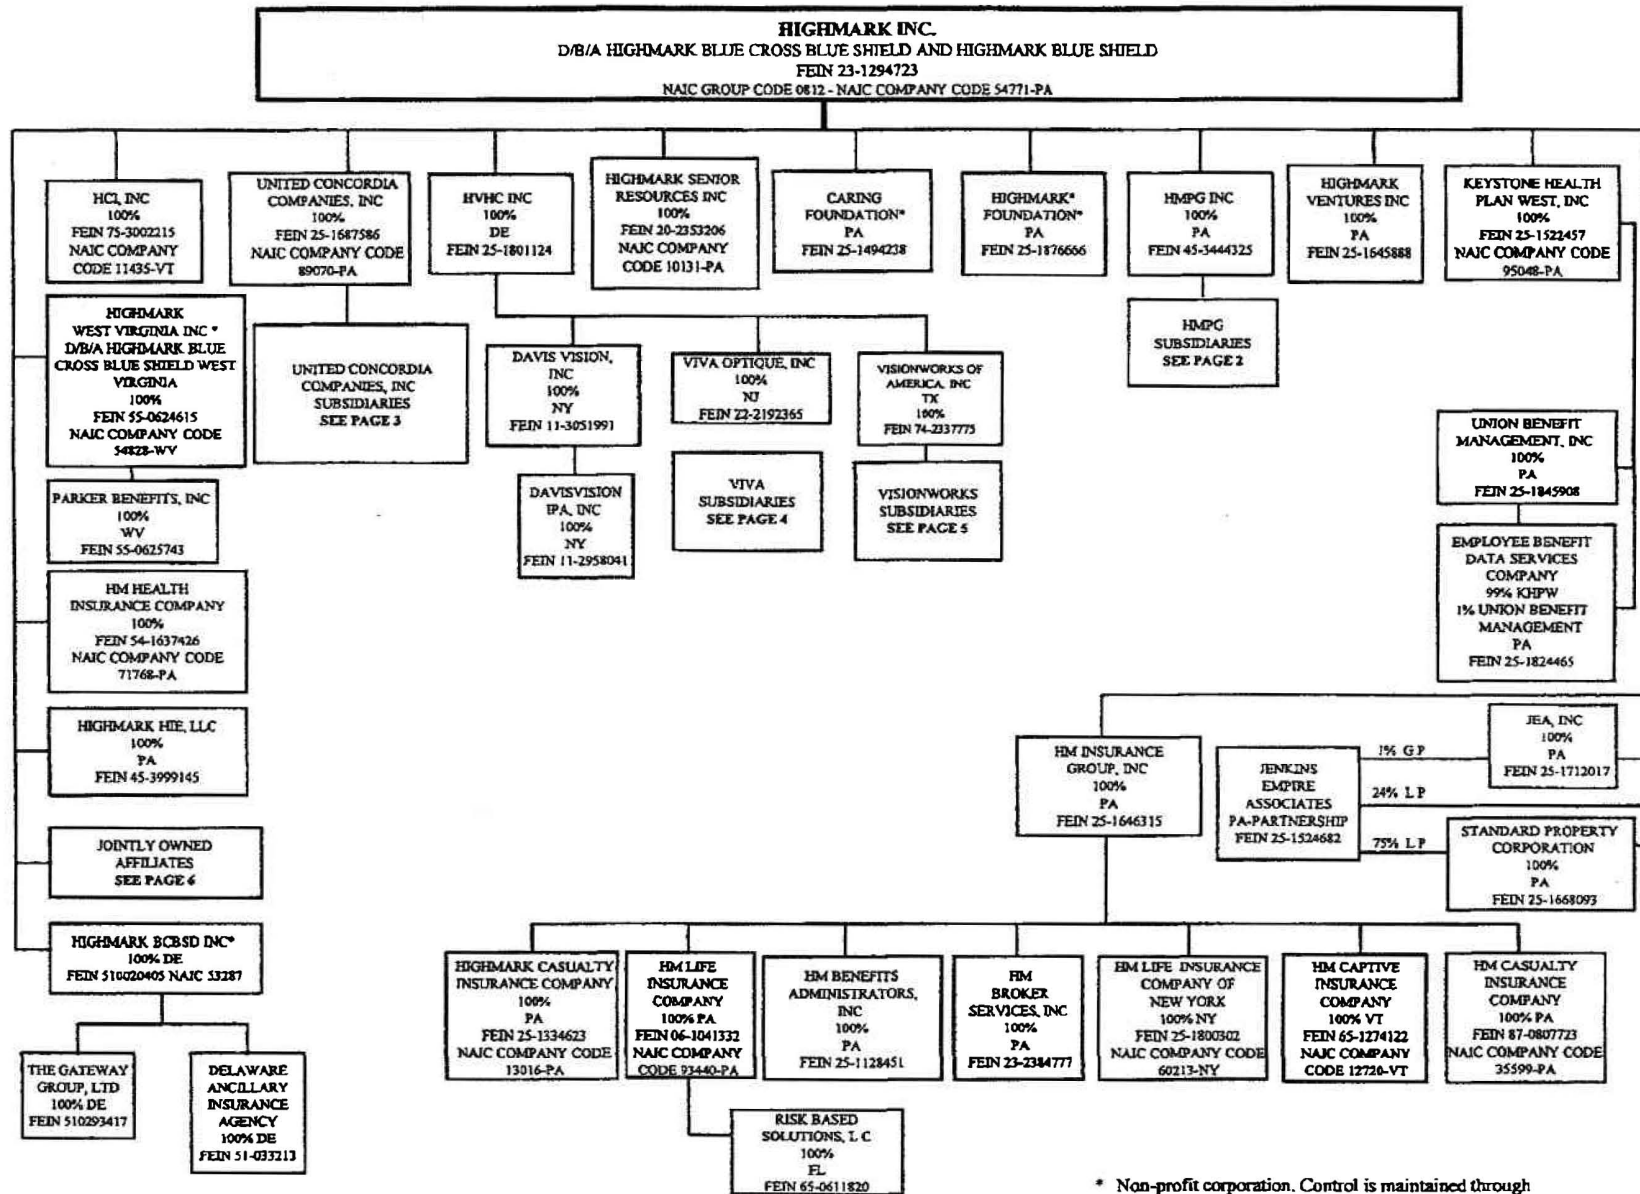 HIGHMARK INC.
D/B/A HIGHMARK BLUE CROSS BLUE SHIELD AND HIGHMARK BLUE SHIELD
FEIN 23-1294723
NAIC GROUP CODE 0812 - NAIC COMPANY CODE 54771-PA
HCI, INC
100%
FEIN 75-3002215
NAIC COMPANY
CODE 11435-VT
UNITED CONCORDIA
COMPANIES, INC
100%
FEIN 25-1687586
NAIC COMPANY CODE
89070-PA
HVHC INC
100%
DE
FEIN 25-1801124
HIGHMARK SENIOR
RESOURCES INC
100%
FEIN 20-2353206
NAIC COMPANY
CODE 10131-PA
CARING
FOUNDATION*
PA
FEIN 25-1494238
HIGHMARK*
FOUNDATION*
PA
FEIN 25-1876666
HMPG INC
100%
PA
FEIN 45-3444325
HIGHMARK
VENTURES INC
100%
PA
FEIN 25-1645888
KEYSTONE HEALTH
PLAN WEST, INC
100%
FEIN 25-1522457
NAIC COMPANY CODE
95048-PA
HIGHMARK
WEST VIRGINIA INC *
D/B/A HIGHMARK BLUE
CROSS BLUE SHIELD WEST
VIRGINIA
100%
FEIN 55-0624615
NAIC COMPANY CODE
54828-WV
UNITED CONCORDIA
COMPANIES, INC
SUBSIDIARIES
SEE PAGE 3
DAVIS VISION,
INC
100%
NY
FEIN 11-3051991
VIVA OPTIQUE, INC
100%
NJ
FEIN 22-2192365
VISIONWORKS OF
AMERICA, INC
TX
100%
FEIN 74-2337775
HMPG
SUBSIDIARIES
SEE PAGE 2
UNION BENEFIT
MANAGEMENT, INC
100%
PA
FEIN 25-1845908
PARKER BENEFITS, INC
100%
WV
FEIN 55-0625743
DAVISVISION
IPA, INC
100%
NY
FEIN 11-2958041
VIVA
SUBSIDIARIES
SEE PAGE 4
VISIONWORKS
SUBSIDIARIES
SEE PAGE 5
EMPLOYEE BENEFIT
DATA SERVICES
COMPANY
99% KHPW
1% UNION BENEFIT
MANAGEMENT
PA
FEIN 25-1824465
HM HEALTH
INSURANCE COMPANY
100%
FEIN 54-1637426
NAIC COMPANY CODE
71768-PA
HIGHMARK HIE, LLC
100%
PA
FEIN 45-3999145
HM INSURANCE
GROUP, INC
100%
PA
FEIN 25-1646315
JENKINS
EMPIRE
ASSOCIATES
PA-PARTNERSHIP
FEIN 25-1524682
1% G P
24% L P
75% L P
JEA, INC
100%
PA
FEIN 25-1712017
STANDARD PROPERTY
CORPORATION
100%
PA
FEIN 25-1668093
JOINTLY OWNED
AFFILIATES
SEE PAGE 6
HIGHMARK BCBSD INC*
100% DE
FEIN 510020405 NAIC 53287
THE GATEWAY
GROUP, LTD
100% DE
FEIN 510293417
DELAWARE
ANCILLARY
INSURANCE
AGENCY
100% DE
FEIN 51-033213
HIGHMARK CASUALTY
INSURANCE COMPANY
100%
PA
FEIN 25-1334623
NAIC COMPANY CODE
13016-PA
HM LIFE
INSURANCE
COMPANY
100% PA
FEIN 06-1041332
NAIC COMPANY
CODE 93440-PA
HM BENEFITS
ADMINISTRATORS,
INC
100%
PA
FEIN 25-1128451
HM
BROKER
SERVICES, INC
100%
PA
FEIN 23-2384777
HM LIFE INSURANCE
COMPANY OF
NEW YORK
100% NY
FEIN 25-1800302
NAIC COMPANY CODE
60213-NY
HM CAPTIVE
INSURANCE
COMPANY
100% VT
FEIN 65-1274122
NAIC COMPANY
CODE 12720-VT
HM CASUALTY
INSURANCE
COMPANY
100% PA
FEIN 87-0807723
NAIC COMPANY CODE
35599-PA
RISK BASED
SOLUTIONS, L C
100%
FL
FEIN 65-0611820
* Non-profit corporation. Control is maintained through